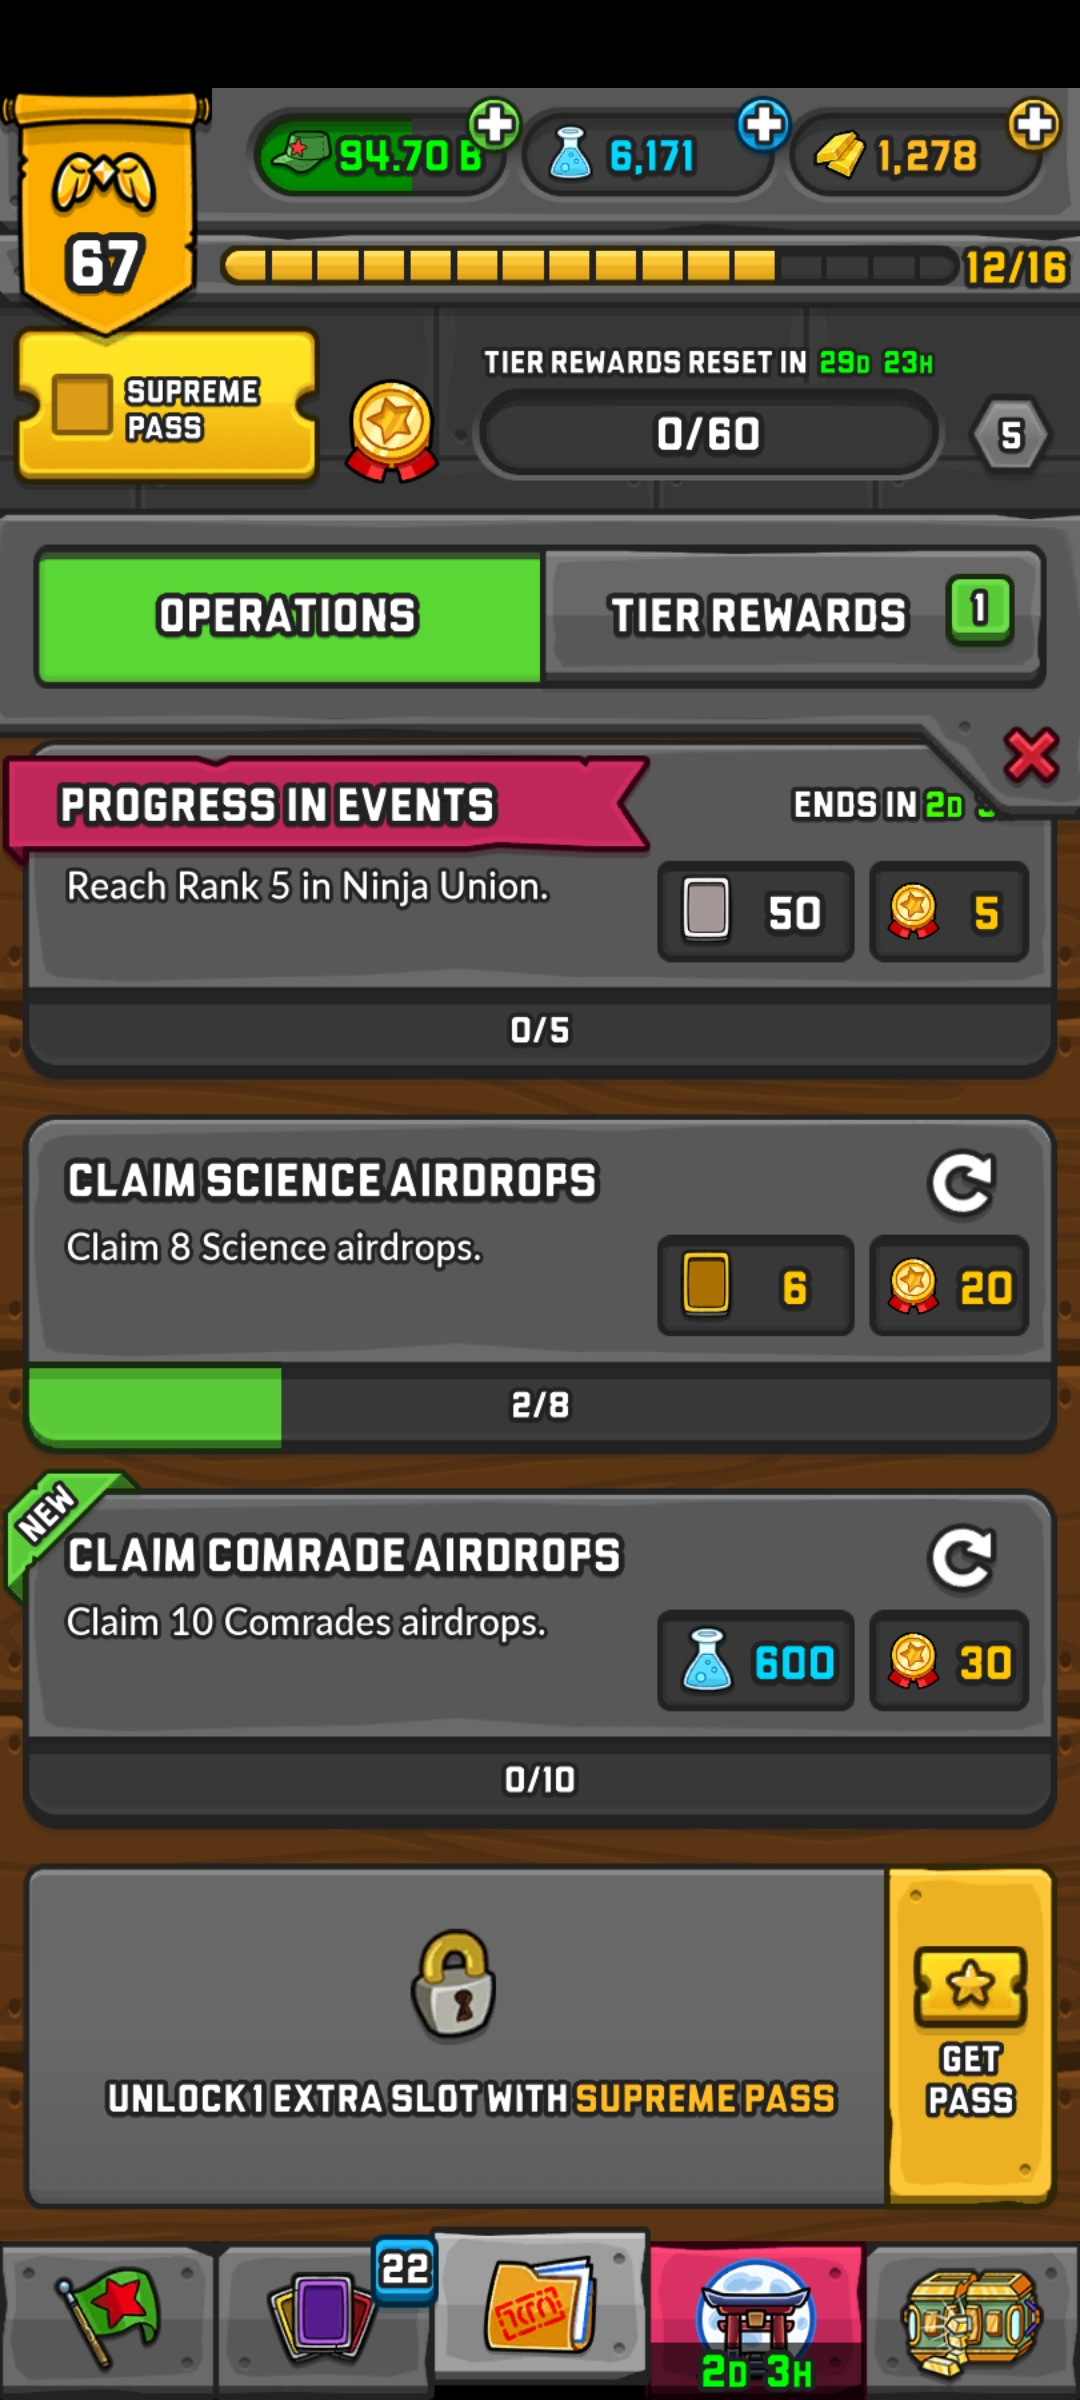 94.70 B
6,171
1,278
67
12/16
SUPREME
PASS
TIER REWARDS RESET IN 29D 23H
0/60
5
OPERATIONS
TIER REWARDS
1
PROGRESS IN EVENTS
ENDS IN 2D
Reach Rank 5 in Ninja Union.
50
5
0/5
CLAIM SCIENCE AIRDROPS
Claim 8 Science airdrops.
6
20
2/8
NEW
CLAIM COMRADE AIRDROPS
Claim 10 Comrades airdrops.
600
30
0/10
UNLOCK 1 EXTRA SLOT WITH SUPREME PASS
GET
PASS
22
2D 3H